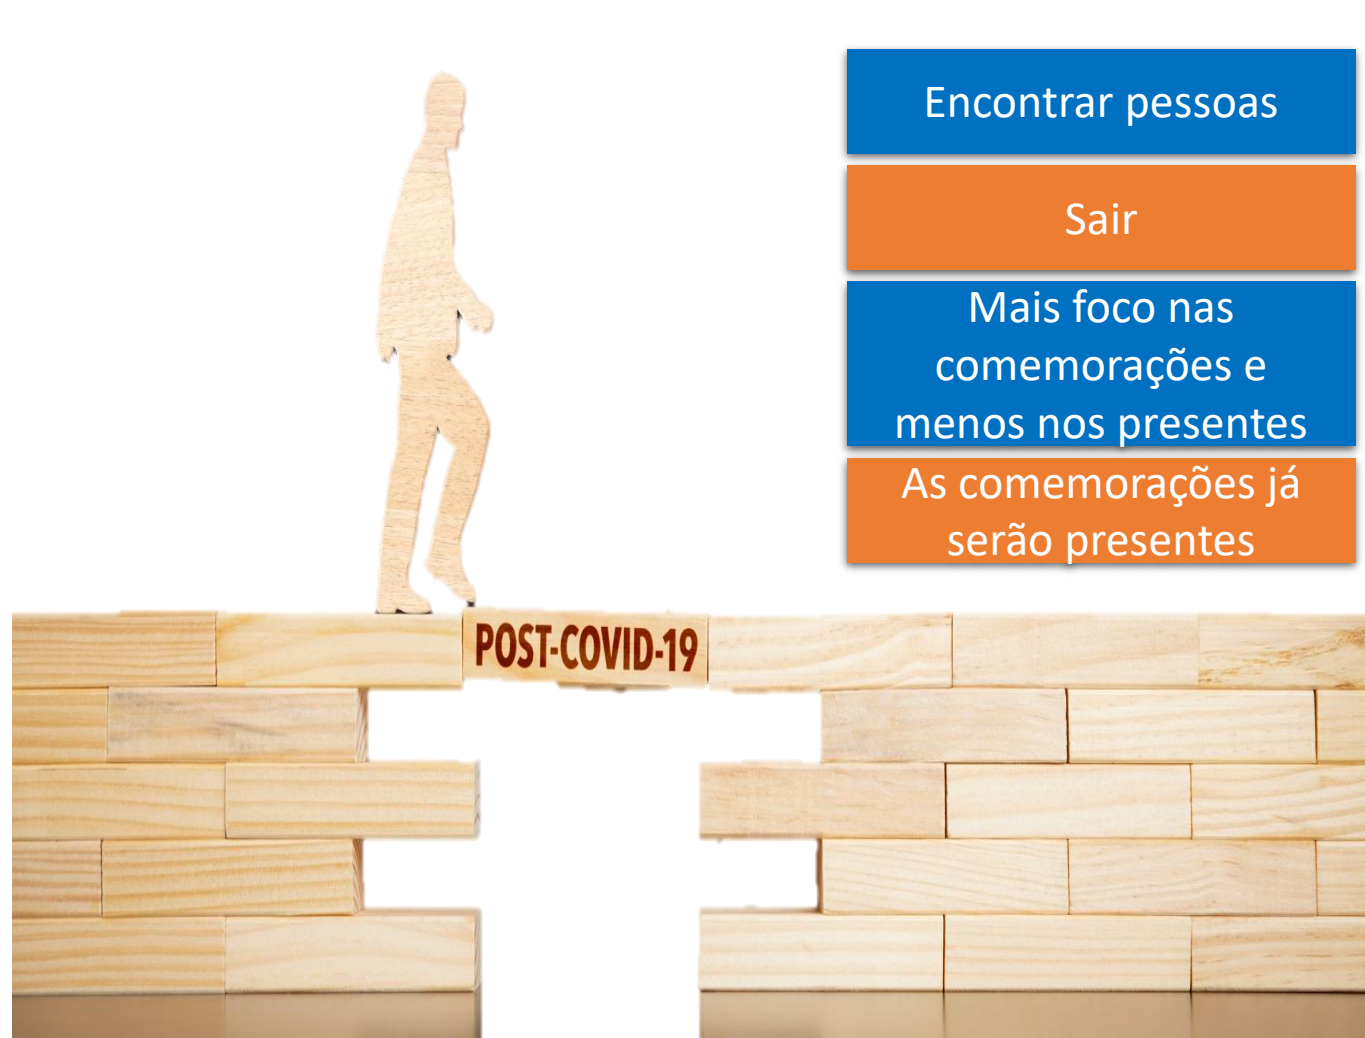 Encontrar pessoas
Sair
Mais foco nas
comemorações e
menos nos presentes
As comemorações já
serão presentes
POST-COVID-19